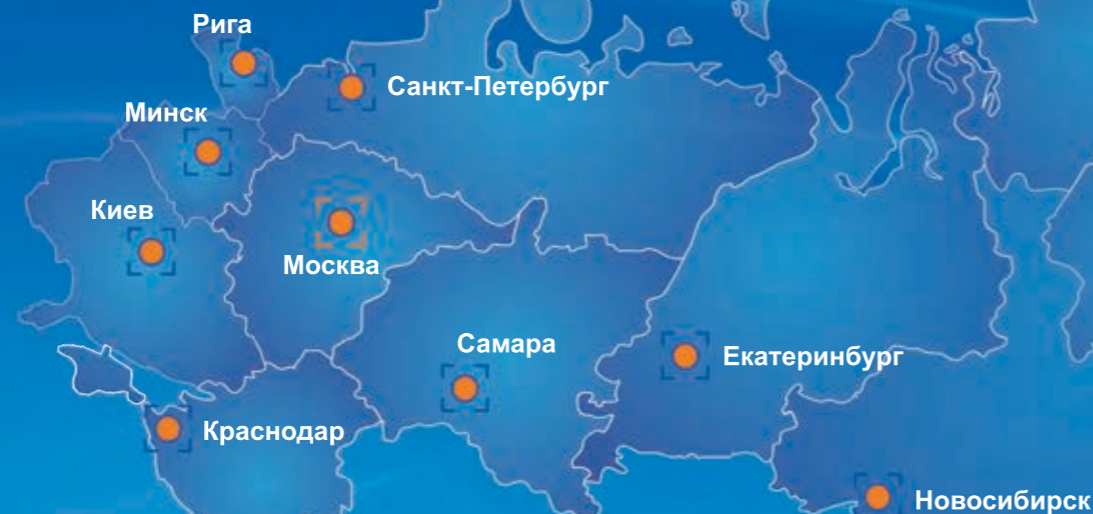 Рига
Санкт-Петербург
Минск
Киев
Москва
Самара
Екатеринбург
Краснодар
Новосибирск